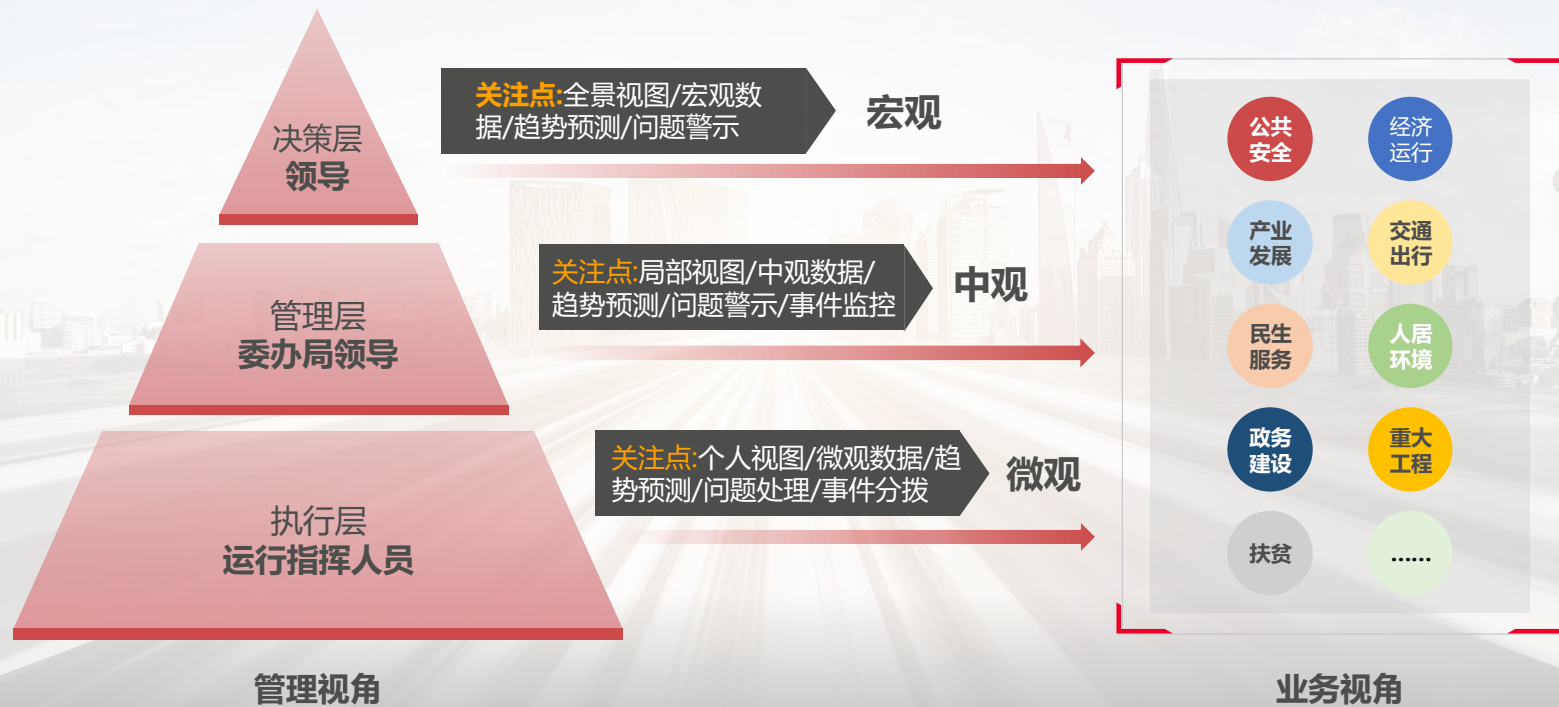 决策层
领导
关注点:全景视图/宏观数
据/趋势预测/问题警示
宏观
管理层
委办局领导
关注点:局部视图/中观数据/
趋势预测/问题警示/事件监控
中观
执行层
运行指挥人员
关注点:个人视图/微观数据/趋
势预测/问题处理/事件分拨
微观
管理视角
公共
安全
经济
运行
产业
发展
交通
出行
民生
服务
人居
环境
政务
建设
重大
工程
扶贫
……
业务视角